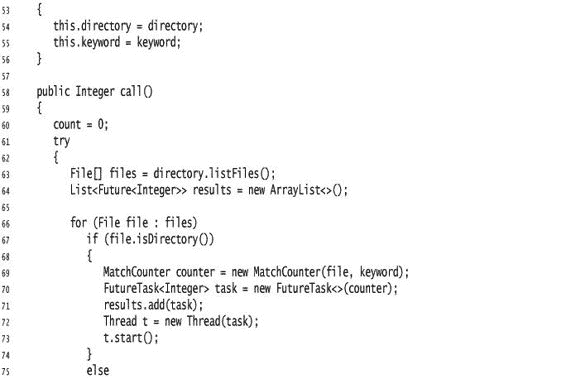 53 {
54 this.directory = directory;
55 this.keyword = keyword;
56 }
57
58 public Integer call()
59 {
60 count = 0;
61 try
62 {
63 File[] files = directory.listFiles();
64 List<Future<Integer>> results = new ArrayList<>();
65
66 for (File file : files)
67 if (file.isDirectory())
68 {
69 MatchCounter counter = new MatchCounter(file, keyword);
70 FutureTask<Integer> task = new FutureTask<>(counter);
71 results.add(task);
72 Thread t = new Thread(task);
73 t.start();
74 }
75 else